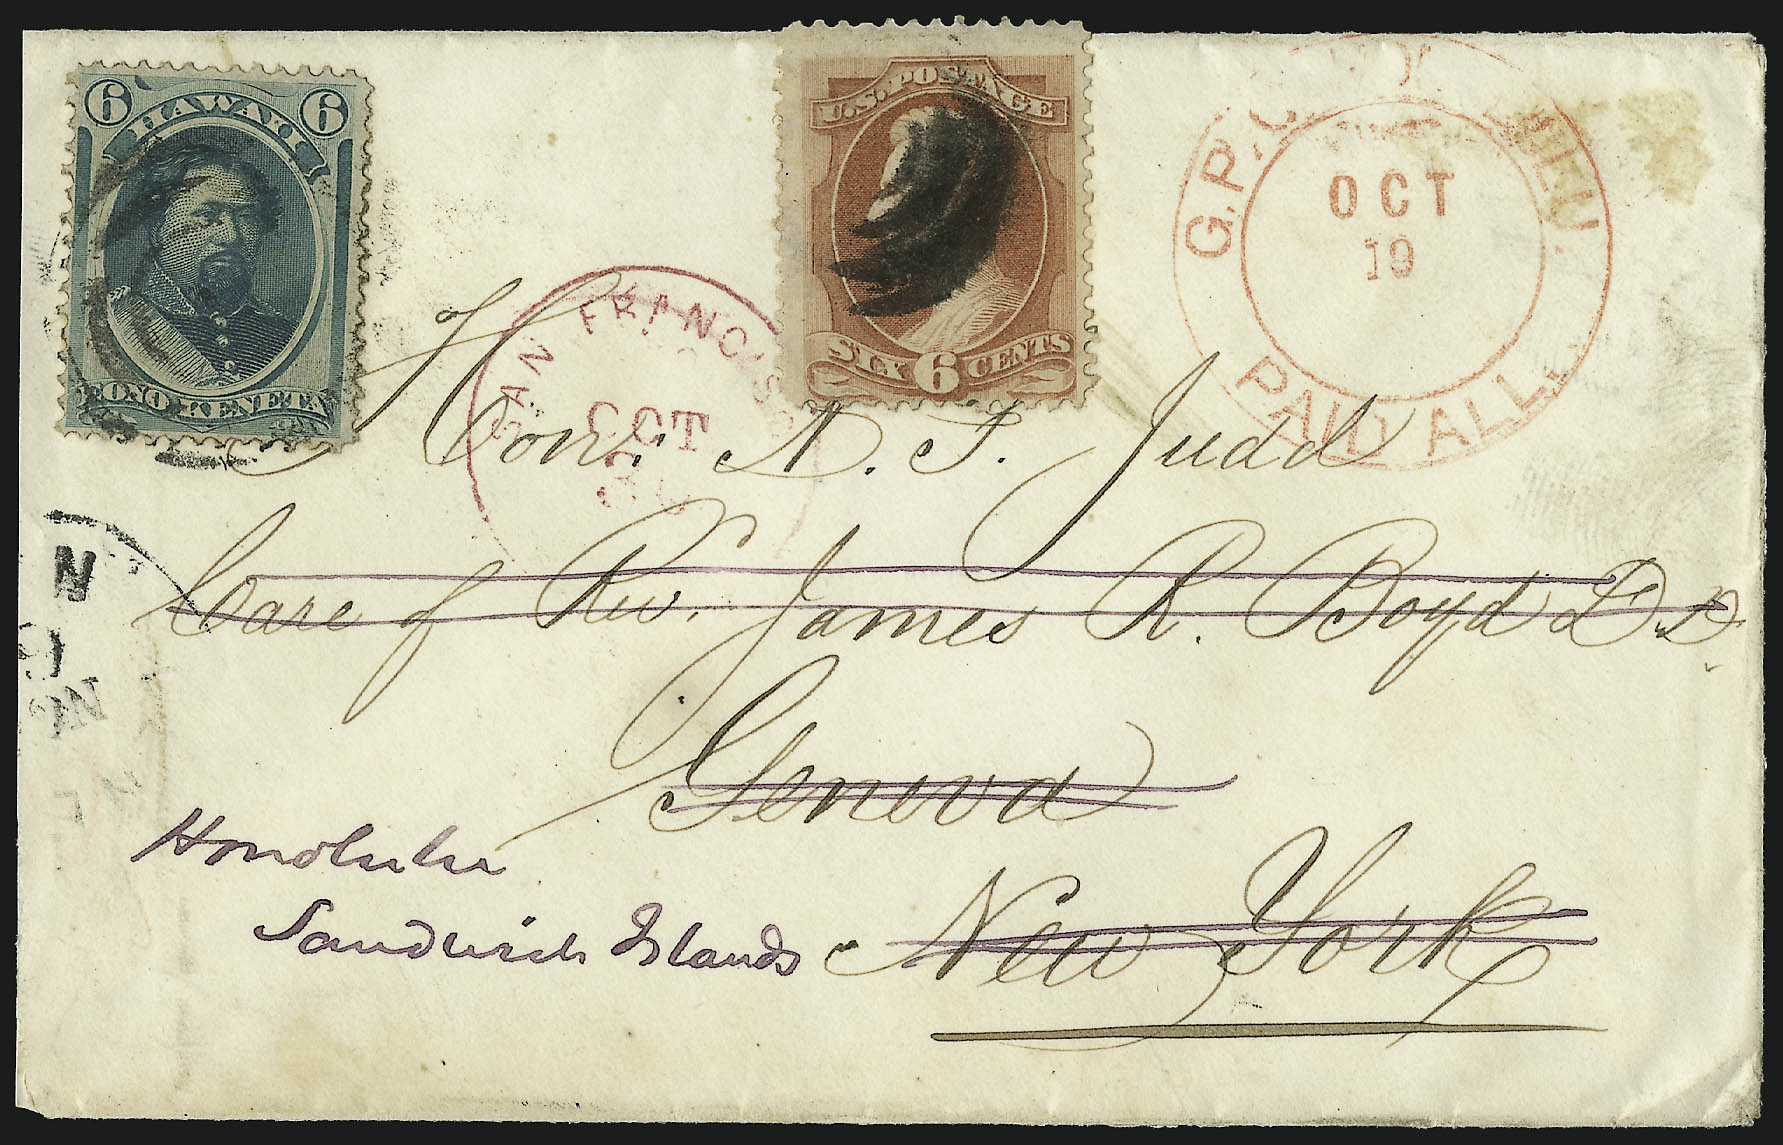 6 HAWAII 6
EONO KENETA
U.S. POSTAGE
SIX 6 CENTS
G.P.O.
OCT
19
PAID ALL.
SAN FRANCISCO
OCT
Hon. A. F. Judd
Care of Rev. James R. Boyd D.D.
Geneva
New York
Honolulu
Sandwich Islands
N